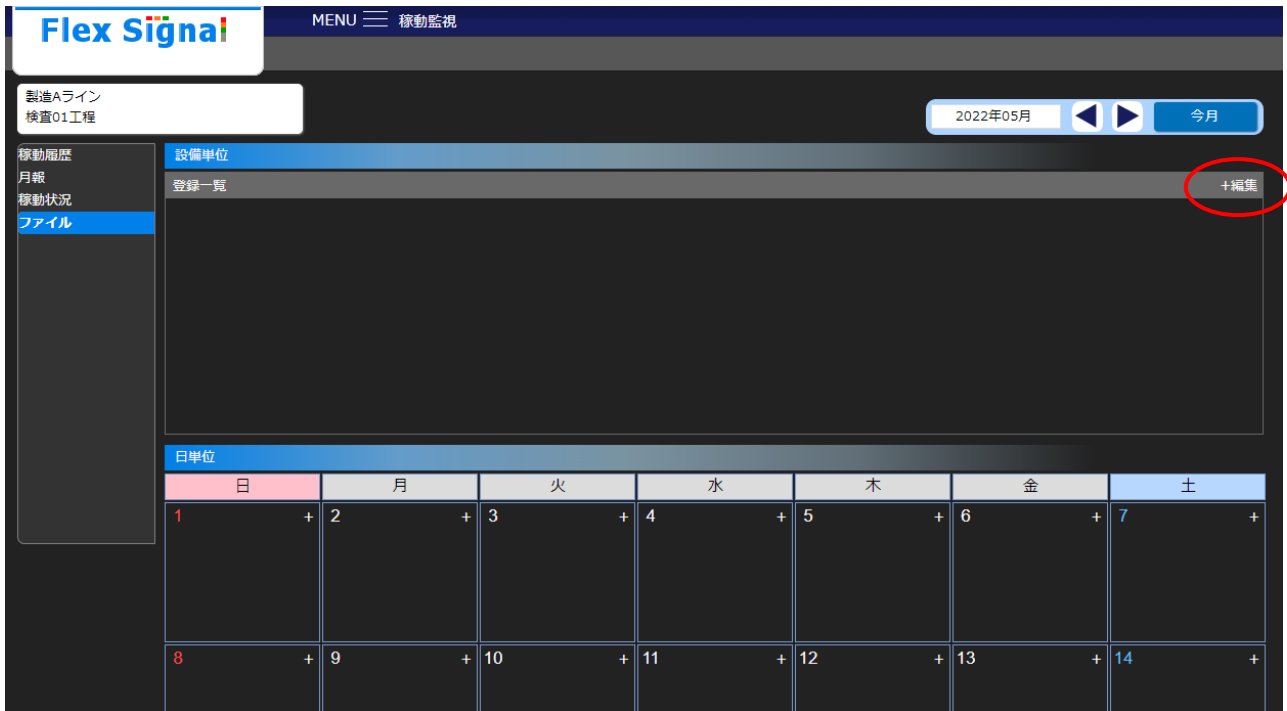 Flex Signal
MENU 稼動監視
製造Aライン
検査01工程
2022年05月
今月
稼動履歴
月報
稼動状況
ファイル
設備単位
登録一覧 +編集
日単位
日 月 火 水 木 金 土
1 + 2 + 3 + 4 + 5 + 6 + 7 +
8 + 9 + 10 + 11 + 12 + 13 + 14 +